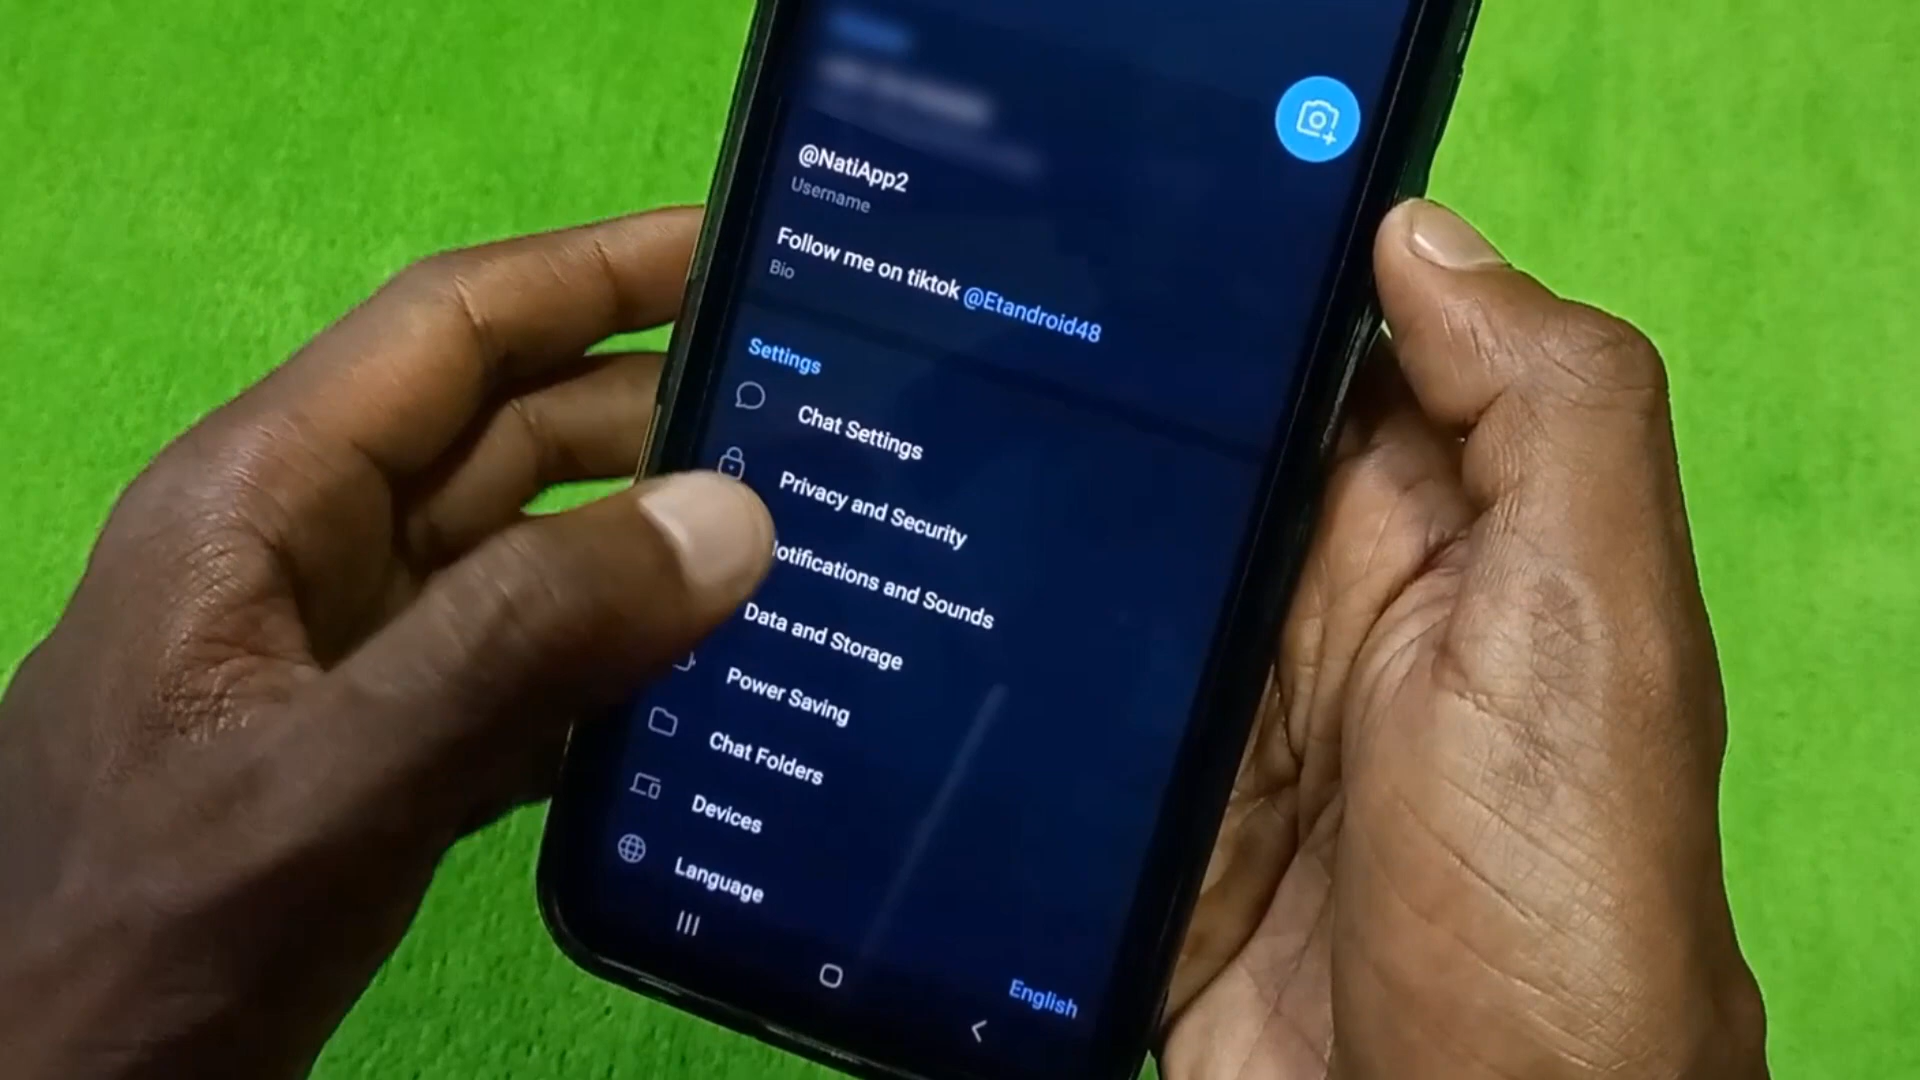 @NatiApp2
Username
Follow me on tiktok @Etandroid48
Bio
Settings
Chat Settings
Privacy and Security
otifications and Sounds
Data and Storage
Power Saving
Chat Folders
Devices
Language
English